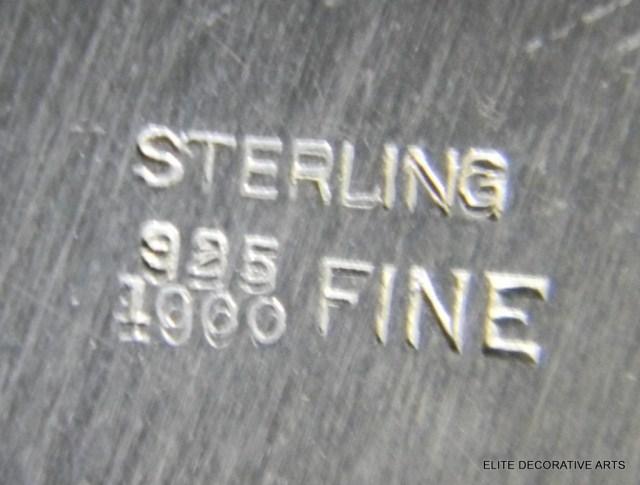 STERLING
925
1000 FINE
ELITE DECORATIVE ARTS